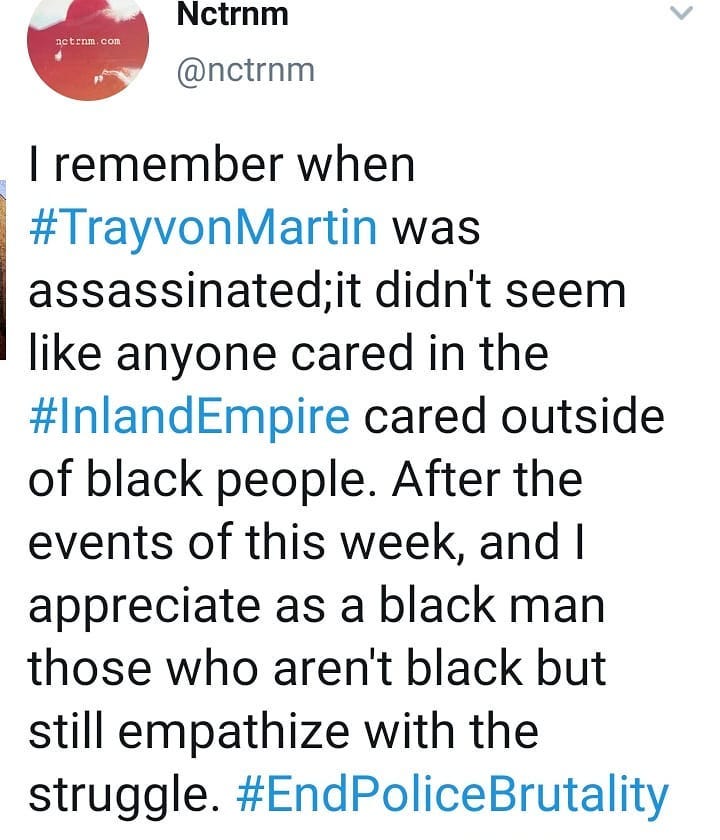 Nctrnm
nctrnm.com
@nctrnm
I remember when
#TrayvonMartin was
assassinated;it didn't seem
like anyone cared in the
#InlandEmpire cared outside
of black people. After the
events of this week, and I
appreciate as a black man
those who aren't black but
still empathize with the
struggle. #EndPoliceBrutality